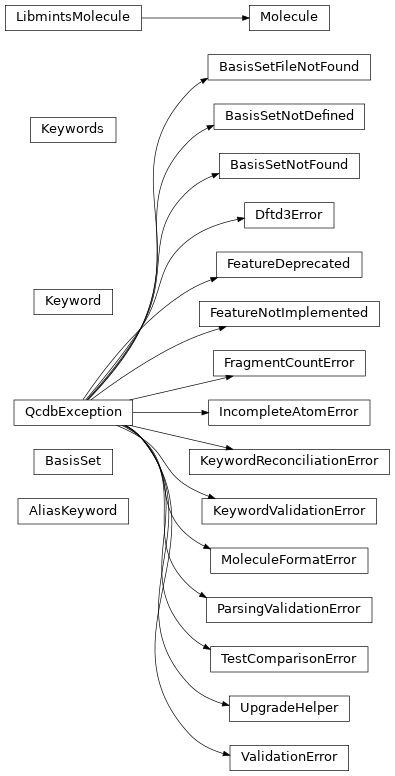 LibmintsMolecule
Molecule
BasisSetFileNotFound
BasisSetNotDefined
Keywords
BasisSetNotFound
Dftd3Error
FeatureDeprecated
Keyword
FeatureNotImplemented
FragmentCountError
QcdbException
IncompleteAtomError
BasisSet
KeywordReconciliationError
AliasKeyword
KeywordValidationError
MoleculeFormatError
ParsingValidationError
TestComparisonError
UpgradeHelper
ValidationError